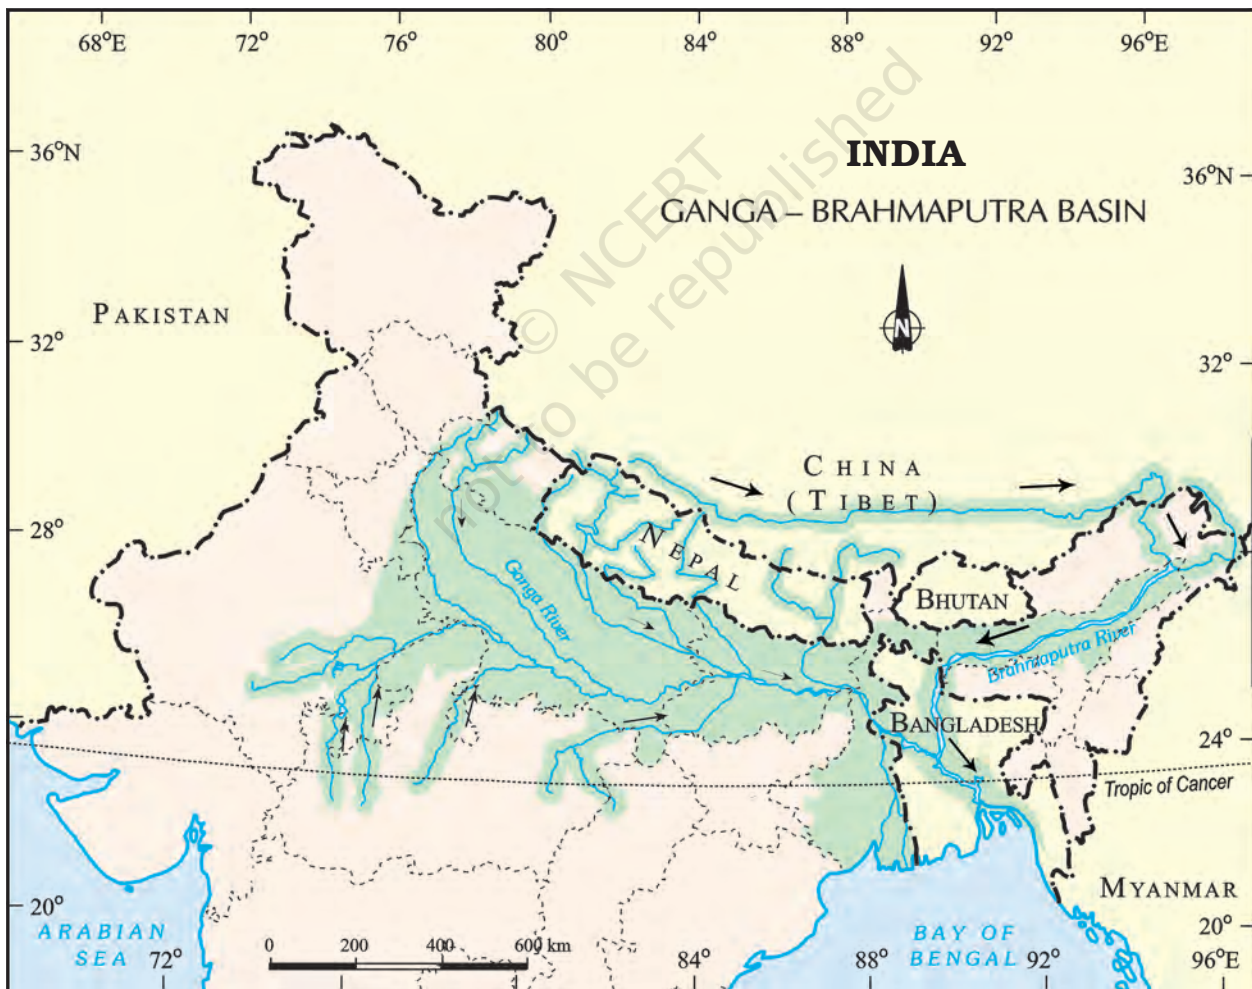 68°E 72° 76° 80° 84° 88° 92° 96°E
© NCERT
not to be republished
INDIA
GANGA – BRAHMAPUTRA BASIN
36°N
36°N
N
PAKISTAN
32°
32°
CHINA
(TIBET)
28°
28°
NEPAL
Ganga River
BHUTAN
Brahmaputra River
BANGLADESH
24°
24°
Tropic of Cancer
MYANMAR
20°
20°
ARABIAN
SEA
0 200 400 600 km
BAY OF
BENGAL
72° 84° 88° 92° 96°E